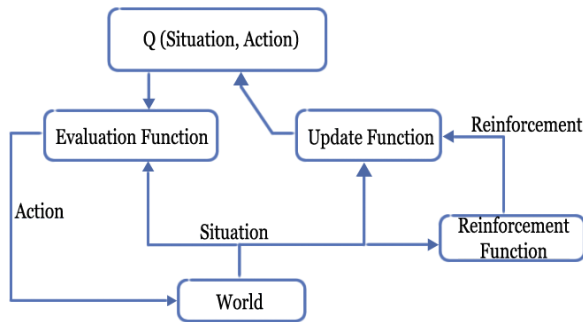 Q (Situation, Action)
Evaluation Function
Update Function
Reinforcement
Action
Situation
Reinforcement
Function
World